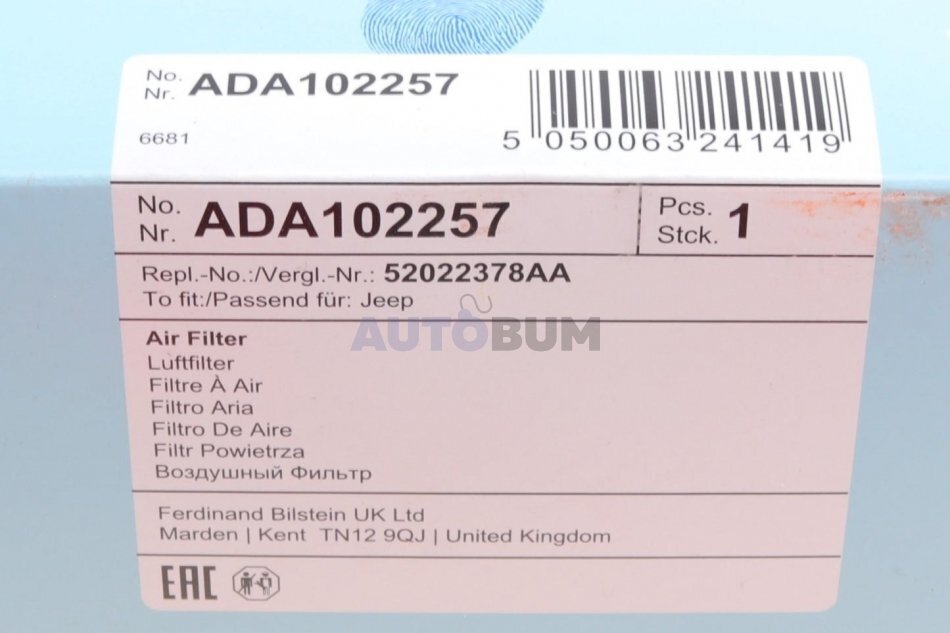 No.
Nr. ADA102257
6681
5 050063 241419
No.
Nr. ADA102257
Pcs.
Stck. 1
Repl.-No.:/Vergl.-Nr.: 52022378AA
To fit:/Passend für: Jeep
AUTOBUM
Air Filter
Luftfilter
Filtre À Air
Filtro Aria
Filtro De Aire
Filtr Powietrza
Воздушный Фильтр
Ferdinand Bilstein UK Ltd
Marden | Kent TN12 9QJ | United Kingdom
EAC